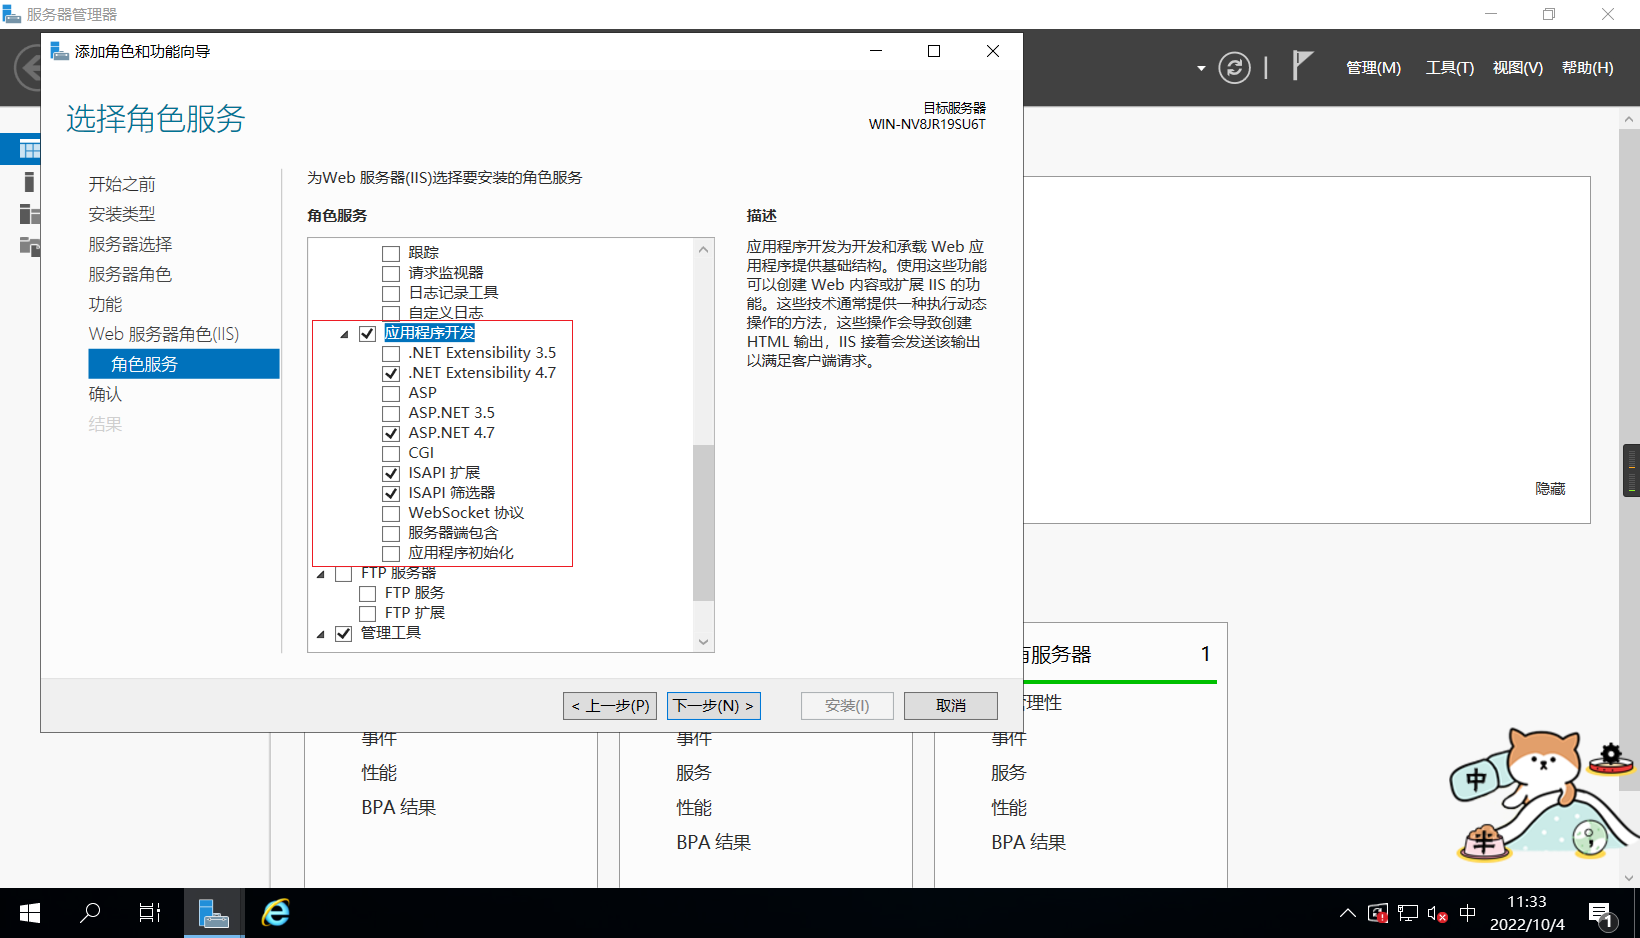 服务器管理器
管理(M)
工具(T)
视图(V)
帮助(H)
添加角色和功能向导
选择角色服务
目标服务器
WIN-NV8JR19SU6T
开始之前
安装类型
服务器选择
服务器角色
功能
Web 服务器角色(IIS)
角色服务
确认
结果
为Web 服务器(IIS)选择要安装的角色服务
角色服务
跟踪
请求监视器
日志记录工具
自定义日志
应用程序开发
.NET Extensibility 3.5
.NET Extensibility 4.7
ASP
ASP.NET 3.5
ASP.NET 4.7
CGI
ISAPI 扩展
ISAPI 筛选器
WebSocket 协议
服务器端包含
应用程序初始化
FTP 服务器
FTP 服务
FTP 扩展
管理工具
描述
应用程序开发为开发和承载 Web 应
用程序提供基础结构。使用这些功能
可以创建 Web 内容或扩展 IIS 的功
能。这些技术通常提供一种执行动态
操作的方法，这些操作会导致创建
HTML 输出，IIS 接着会发送该输出
以满足客户端请求。
< 上一步(P)
下一步(N) >
安装(I)
取消
隐藏
有服务器
1
管理性
事件
性能
BPA 结果
事件
服务
性能
BPA 结果
事件
服务
性能
BPA 结果
中
半
中
11:33
2022/10/4
1